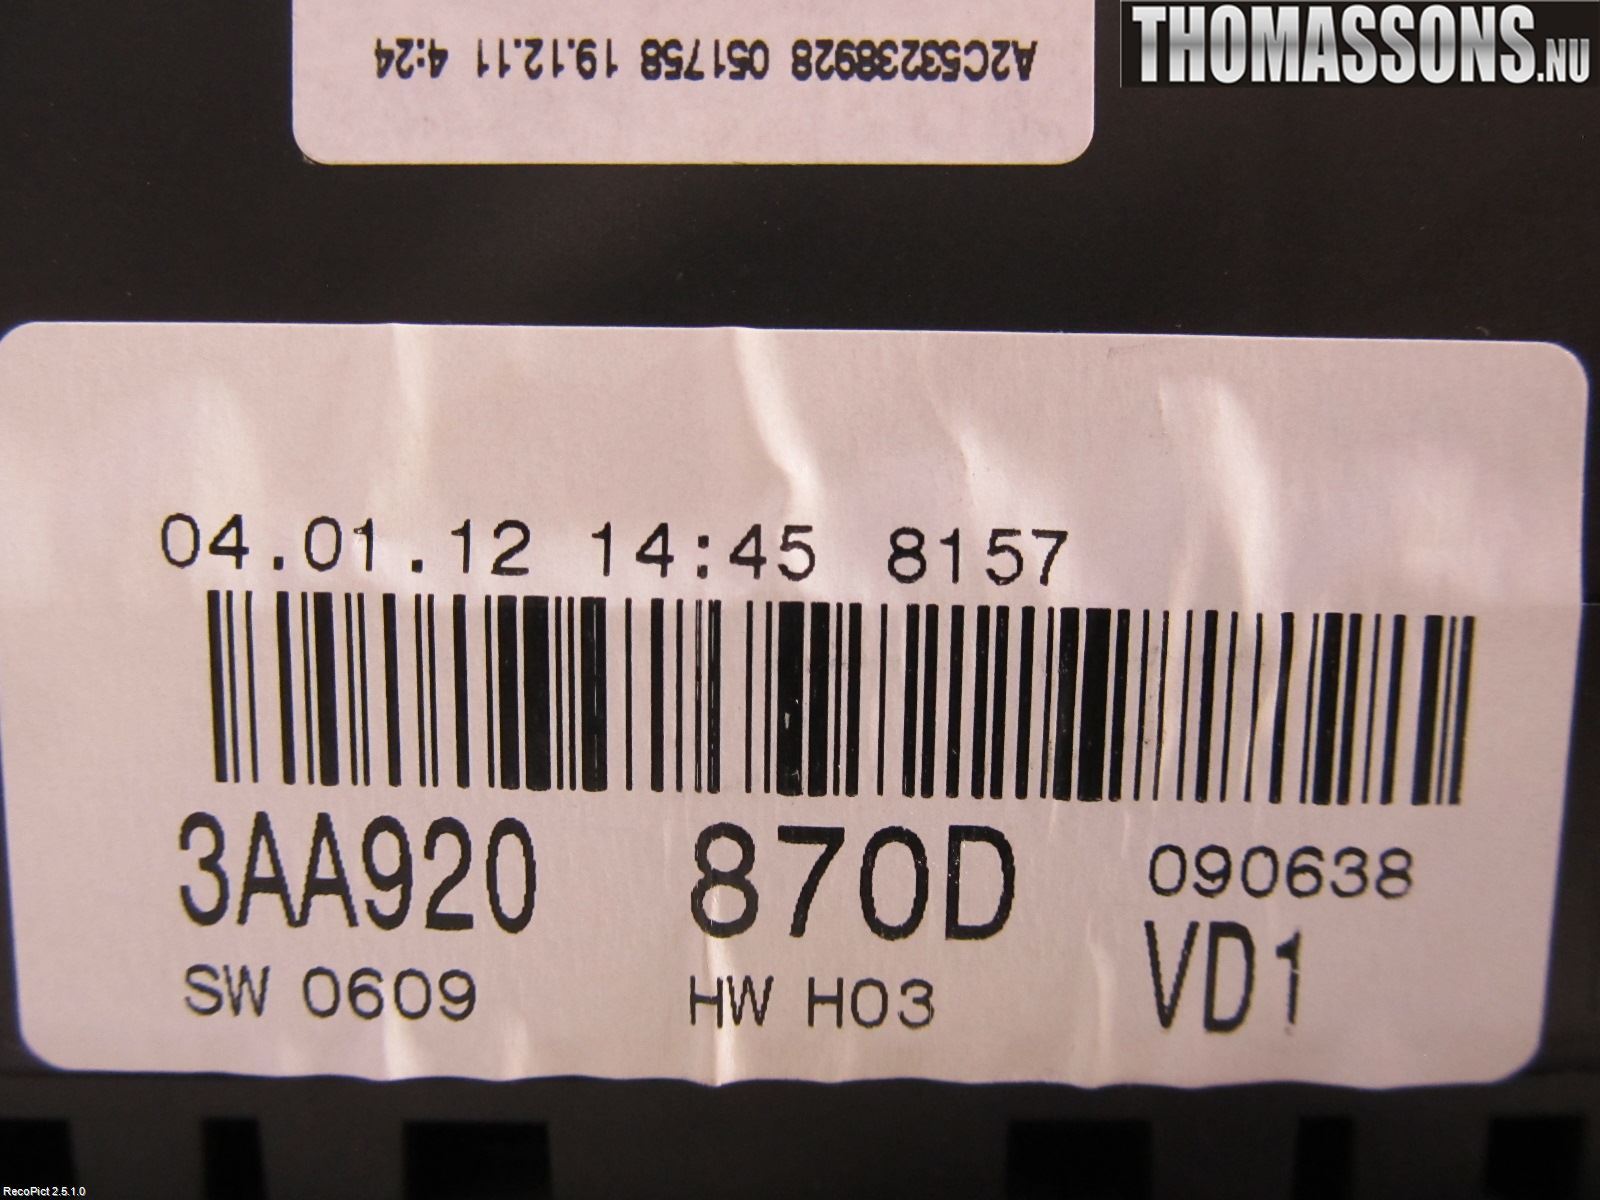 A2C53238928 051758 19.12.11 4:24
THOMASSONS.NU
04.01.12 14:45 8157
3AA920 870D 090638
SW 0609 HW H03 VD1
RecoPict 2.5.1.0